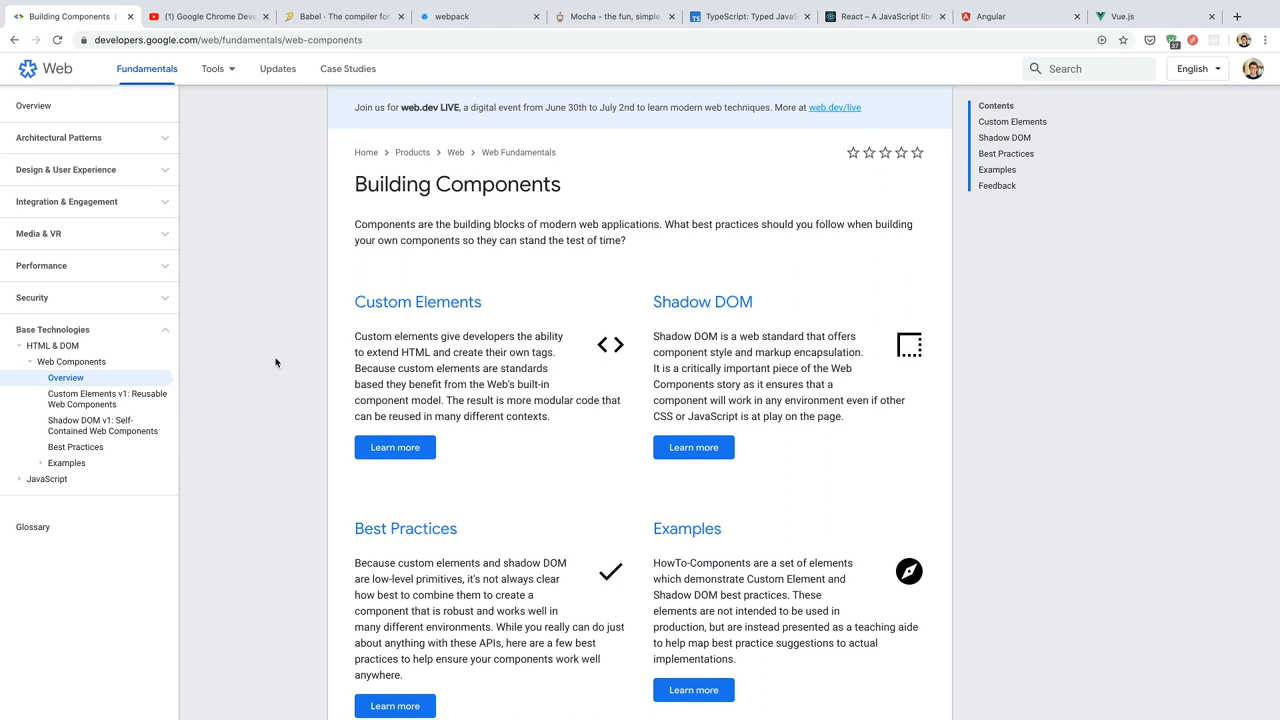 Building Components
(1) Google Chrome Deve
Babel · The compiler for
webpack
Mocha - the fun, simple,
TypeScript: Typed JavaS
React – A JavaScript libr
Angular
Vue.js
developers.google.com/web/fundamentals/web-components
37
Web
Fundamentals
Tools
Updates
Case Studies
Search
English
Overview
Architectural Patterns
Design & User Experience
Integration & Engagement
Media & VR
Performance
Security
Base Technologies
HTML & DOM
Web Components
Overview
Custom Elements v1: Reusable
Web Components
Shadow DOM v1: Self-
Contained Web Components
Best Practices
Examples
JavaScript
Glossary
Join us for web.dev LIVE, a digital event from June 30th to July 2nd to learn modern web techniques. More at web.dev/live
Home > Products > Web > Web Fundamentals
Building Components
Components are the building blocks of modern web applications. What best practices should you follow when building
your own components so they can stand the test of time?
Custom Elements
Custom elements give developers the ability
to extend HTML and create their own tags.
Because custom elements are standards
based they benefit from the Web's built-in
component model. The result is more modular code that
can be reused in many different contexts.
Learn more
Shadow DOM
Shadow DOM is a web standard that offers
component style and markup encapsulation.
It is a critically important piece of the Web
Components story as it ensures that a
component will work in any environment even if other
CSS or JavaScript is at play on the page.
Learn more
Best Practices
Because custom elements and shadow DOM
are low-level primitives, it's not always clear
how best to combine them to create a
component that is robust and works well in
many different environments. While you really can do just
about anything with these APIs, here are a few best
practices to help ensure your components work well
anywhere.
Learn more
Examples
HowTo-Components are a set of elements
which demonstrate Custom Element and
Shadow DOM best practices. These
elements are not intended to be used in
production, but are instead presented as a teaching aide
to help map best practice suggestions to actual
implementations.
Learn more
Contents
Custom Elements
Shadow DOM
Best Practices
Examples
Feedback